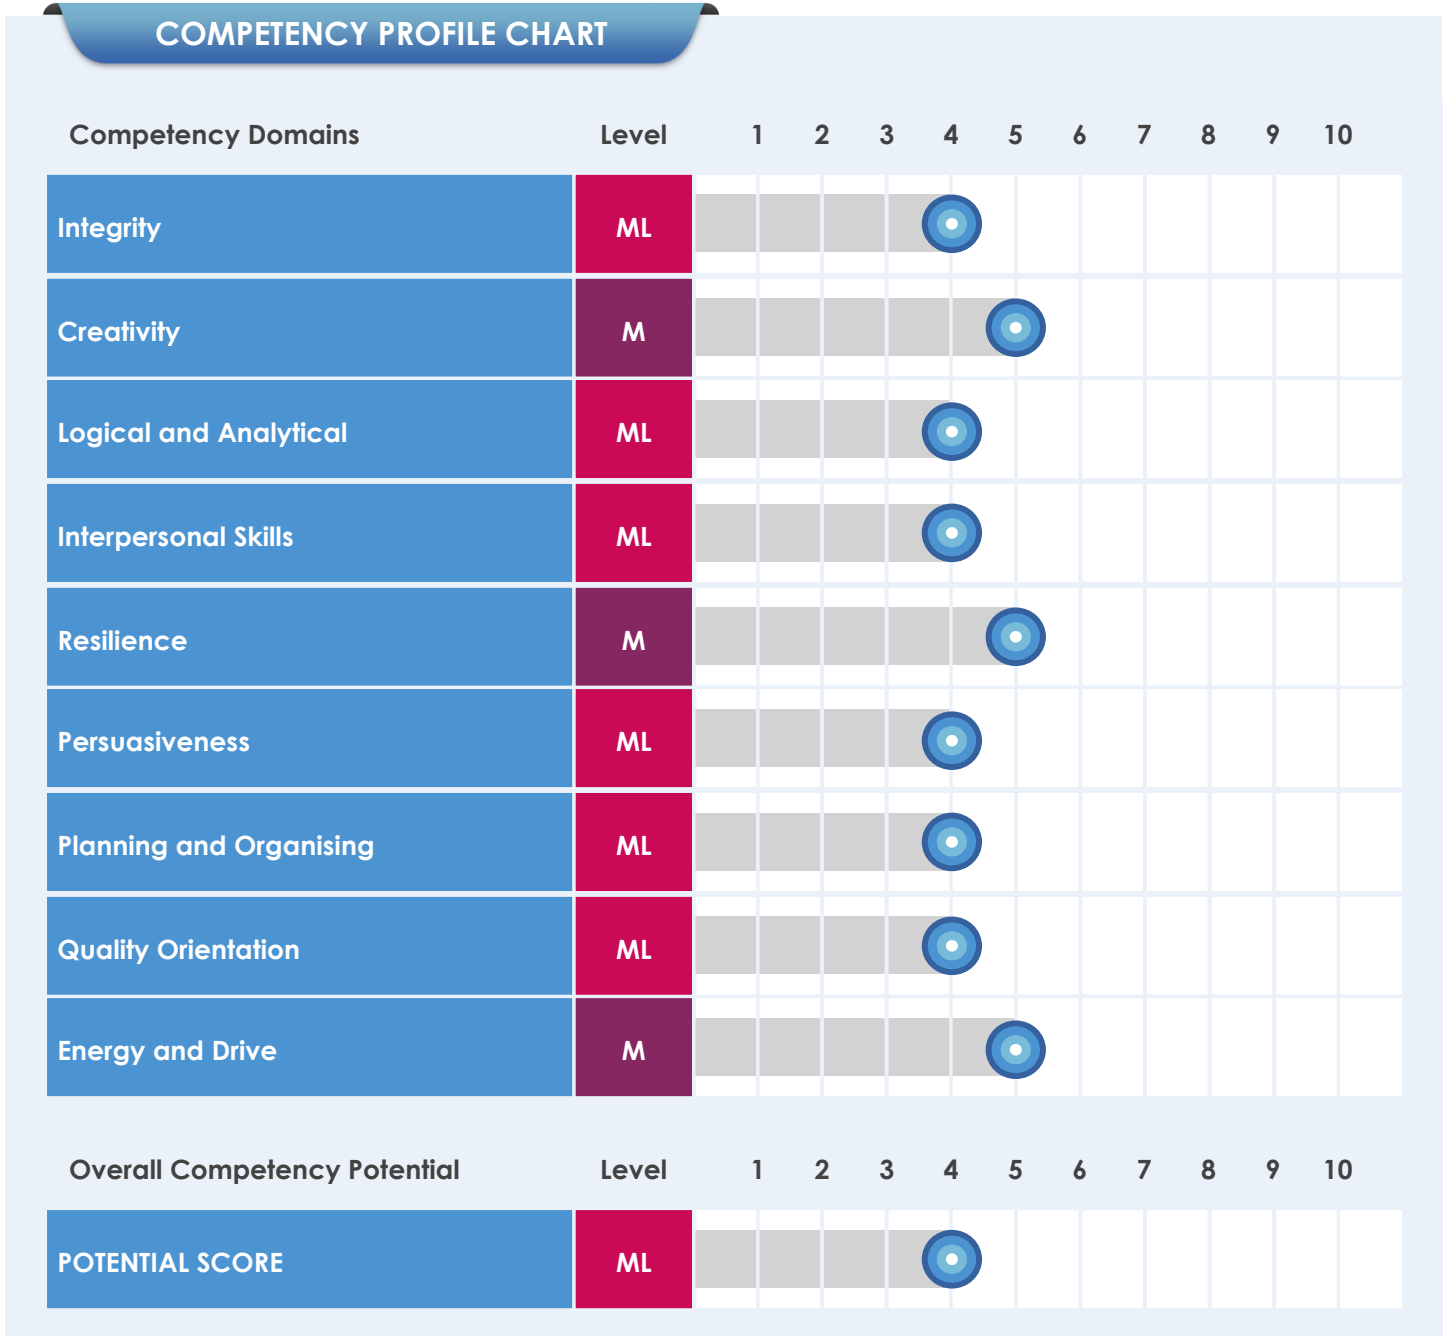 COMPETENCY PROFILE CHART
Competency Domains Level 1 2 3 4 5 6 7 8 9 10
Integrity ML
Creativity M
Logical and Analytical ML
Interpersonal Skills ML
Resilience M
Persuasiveness ML
Planning and Organising ML
Quality Orientation ML
Energy and Drive M
Overall Competency Potential Level 1 2 3 4 5 6 7 8 9 10
POTENTIAL SCORE ML